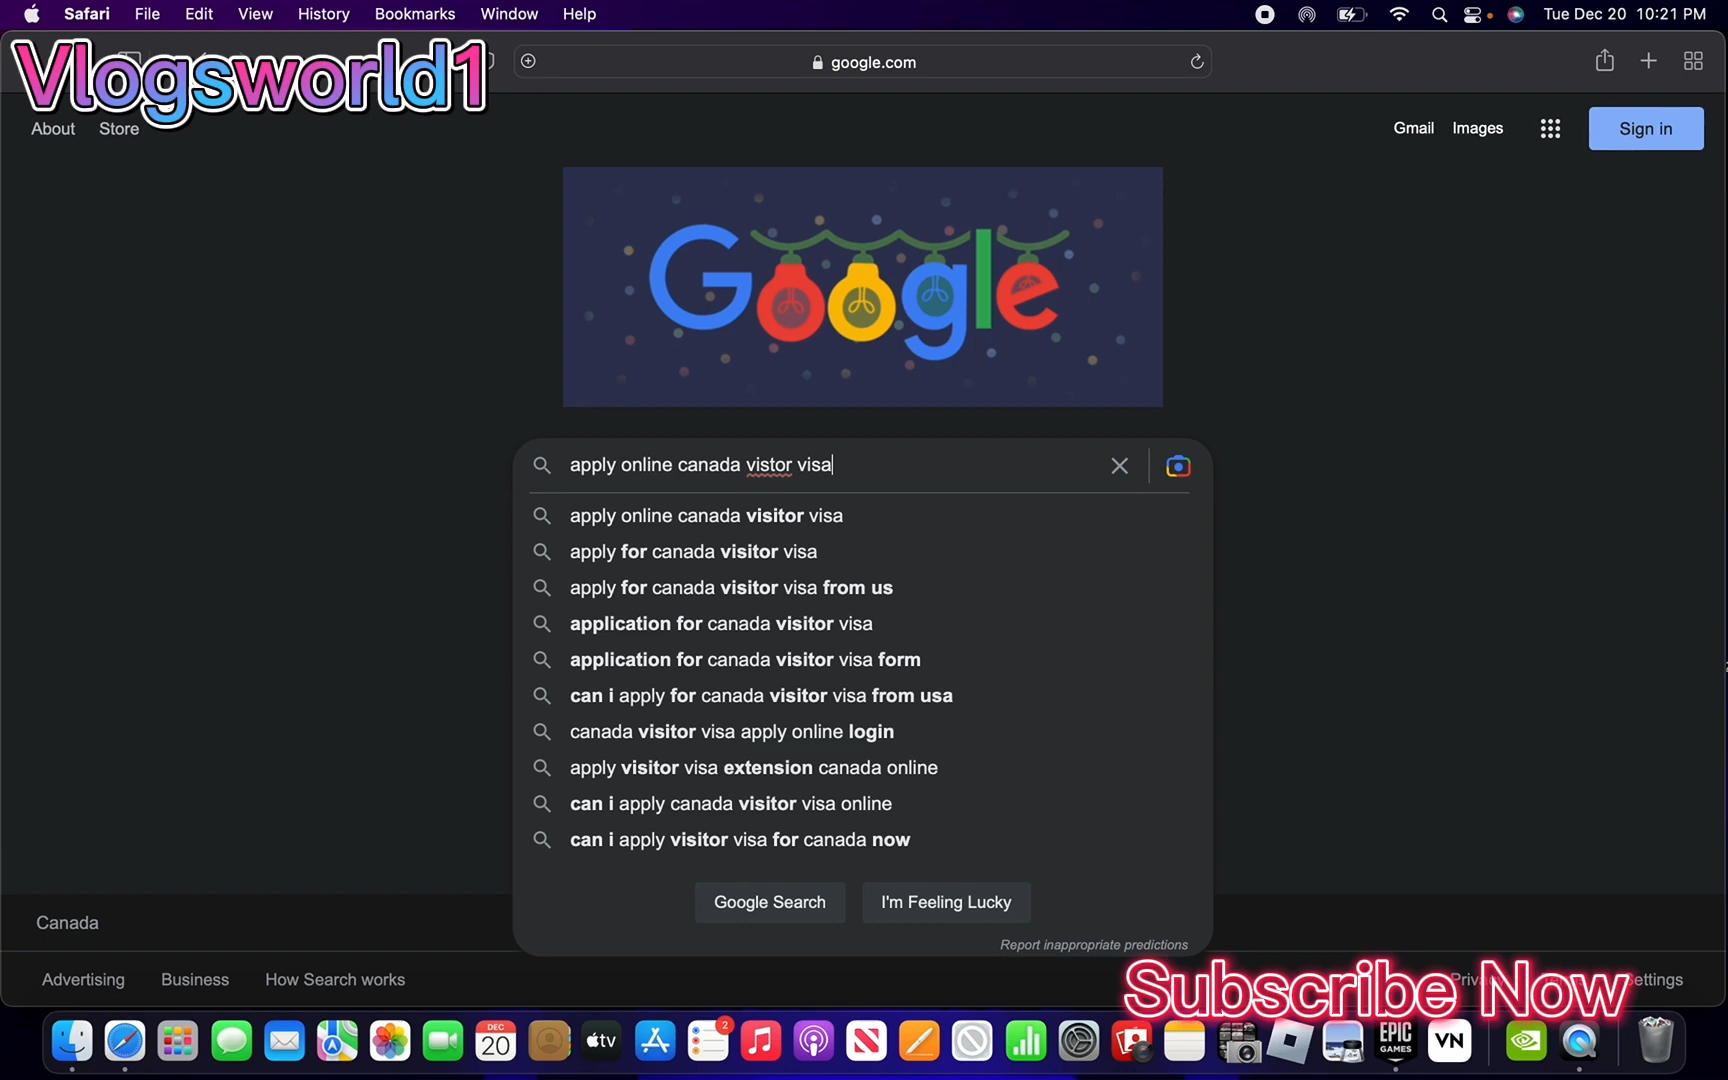 Safari File Edit View History Bookmarks Window Help Tue Dec 20 10:21 PM
Vlogsworld1
google.com
About Store Gmail Images Sign in
Google
apply online canada vistor visa
apply online canada visitor visa
apply for canada visitor visa
apply for canada visitor visa from us
application for canada visitor visa
application for canada visitor visa form
can i apply for canada visitor visa from usa
canada visitor visa apply online login
apply visitor visa extension canada online
can i apply canada visitor visa online
can i apply visitor visa for canada now
Google Search I'm Feeling Lucky
Report inappropriate predictions
Canada
Advertising Business How Search works
Subscribe Now
DEC
20
tv
2
EPIC
GAMES
VN